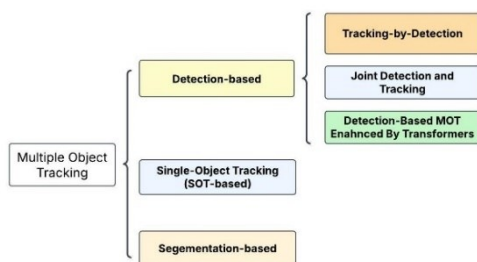 Multiple Object
Tracking
Detection-based
Single-Object Tracking
(SOT-based)
Segementation-based
Tracking-by-Detection
Joint Detection and
Tracking
Detection-Based MOT
Enahnced By Transformers